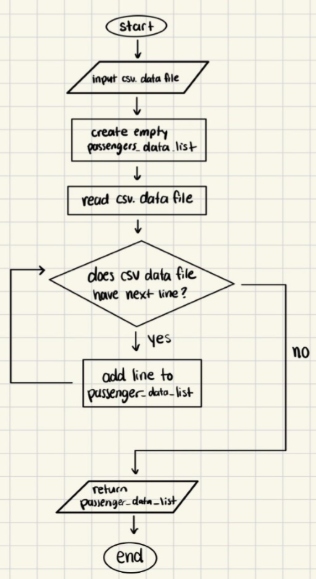 start
input csv. data file
create empty
passengers_data_list
read csv. data file
does csv data file
have next line?
yes
no
add line to
passenger_data_list
return
passenger_data_list
end